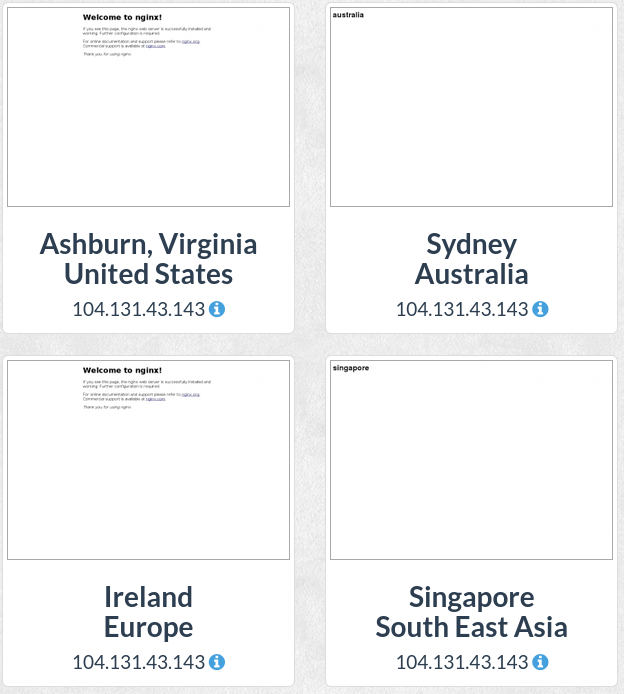 Welcome to nginx!
If you see this page, the nginx web server is successfully installed and
working. Further configuration is required.
For online documentation and support please refer to nginx.org.
Commercial support is available at nginx.com.
Thank you for using nginx.
Ashburn, Virginia
United States
104.131.43.143
australia
Sydney
Australia
104.131.43.143
Welcome to nginx!
If you see this page, the nginx web server is successfully installed and
working. Further configuration is required.
For online documentation and support please refer to nginx.org.
Commercial support is available at nginx.com.
Thank you for using nginx.
Ireland
Europe
104.131.43.143
singapore
Singapore
South East Asia
104.131.43.143